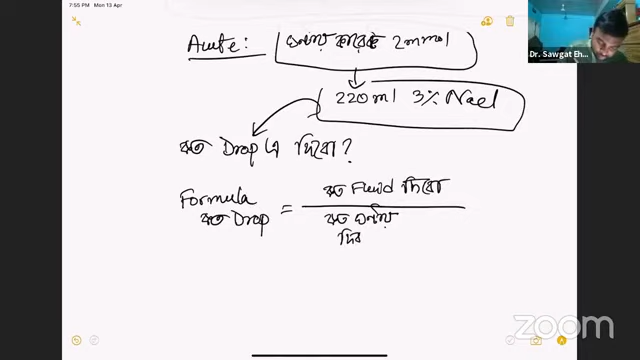 7:55 PM Mon 13 Apr
Dr. Sawgat Eh...
Acute: ঘন্টায় বাড়বে 2mmol
220ml 3% Nacl
কত Drop এ দিবো?
Formula কত Fluid দিবো
কত Drop = কত ঘন্টায়
দিব
zoom